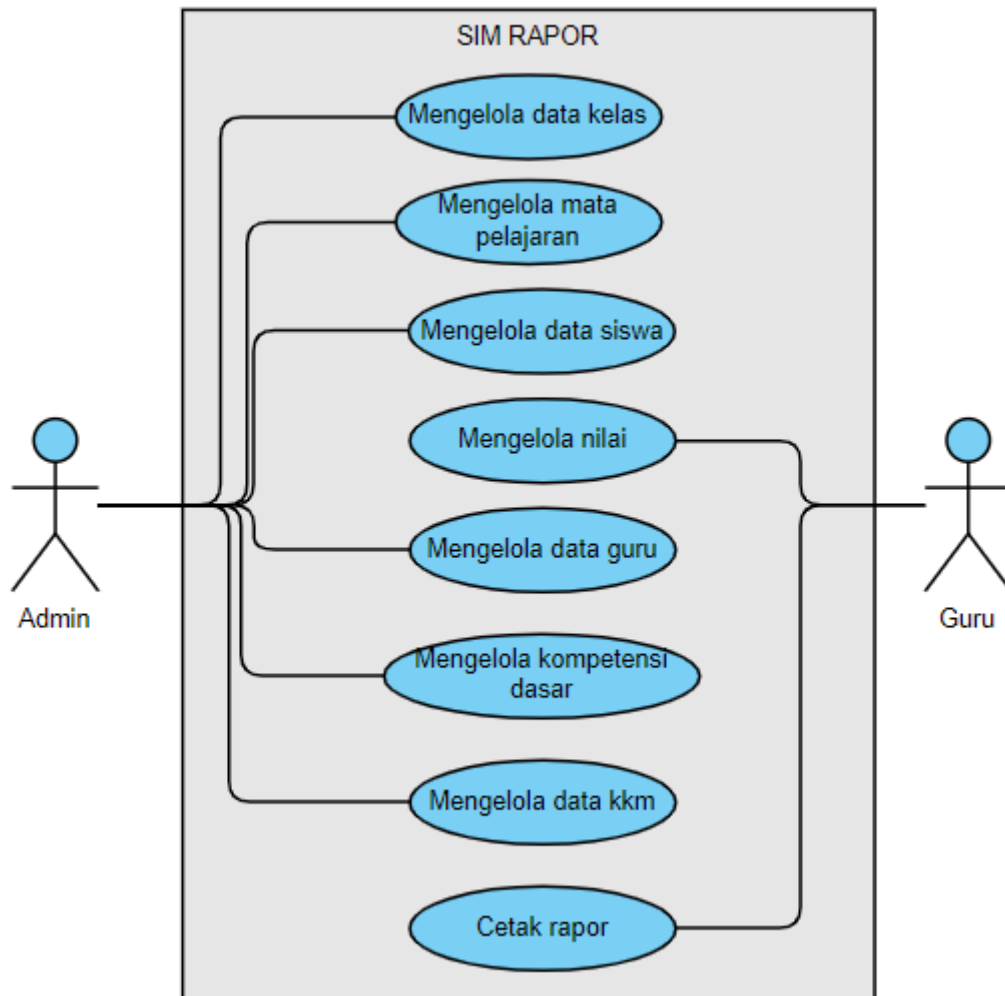 SIM RAPOR
Mengelola data kelas
Mengelola mata
pelajaran
Mengelola data siswa
Mengelola nilai
Mengelola data guru
Mengelola kompetensi
dasar
Mengelola data kkm
Cetak rapor
Admin
Guru